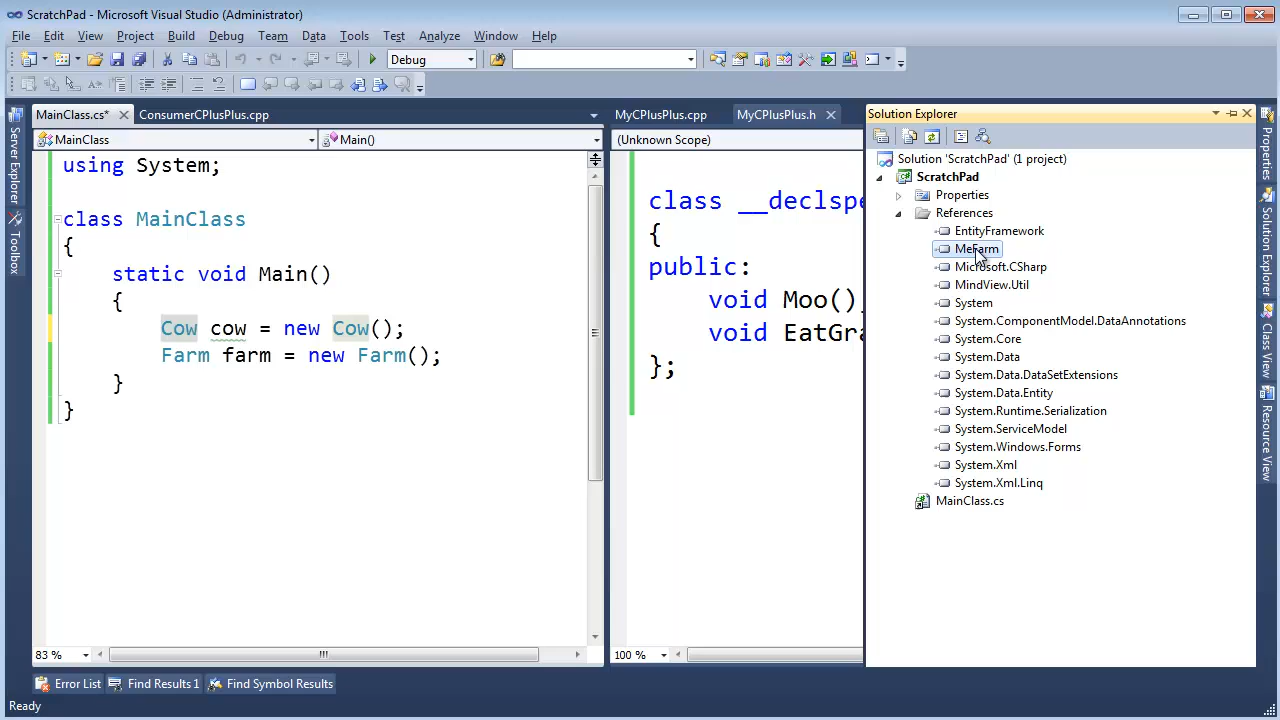 ScratchPad - Microsoft Visual Studio (Administrator)
File Edit View Project Build Debug Team Data Tools Test Analyze Window Help
Debug
MainClass.cs* ConsumerCPlusPlus.cpp
MainClass Main()
using System;
class MainClass
{
static void Main()
{
Cow cow = new Cow();
Farm farm = new Farm();
}
}
83 %
MyCPlusPlus.cpp MyCPlusPlus.h
(Unknown Scope)
class __declspe
{
public:
void Moo()
void EatGra
};
100 %
Solution Explorer
Solution 'ScratchPad' (1 project)
ScratchPad
Properties
References
EntityFramework
MeFarm
Microsoft.CSharp
MindView.Util
System
System.ComponentModel.DataAnnotations
System.Core
System.Data
System.Data.DataSetExtensions
System.Data.Entity
System.Runtime.Serialization
System.ServiceModel
System.Windows.Forms
System.Xml
System.Xml.Linq
MainClass.cs
Server Explorer
Toolbox
Properties
Solution Explorer
Class View
Resource View
Error List Find Results 1 Find Symbol Results
Ready